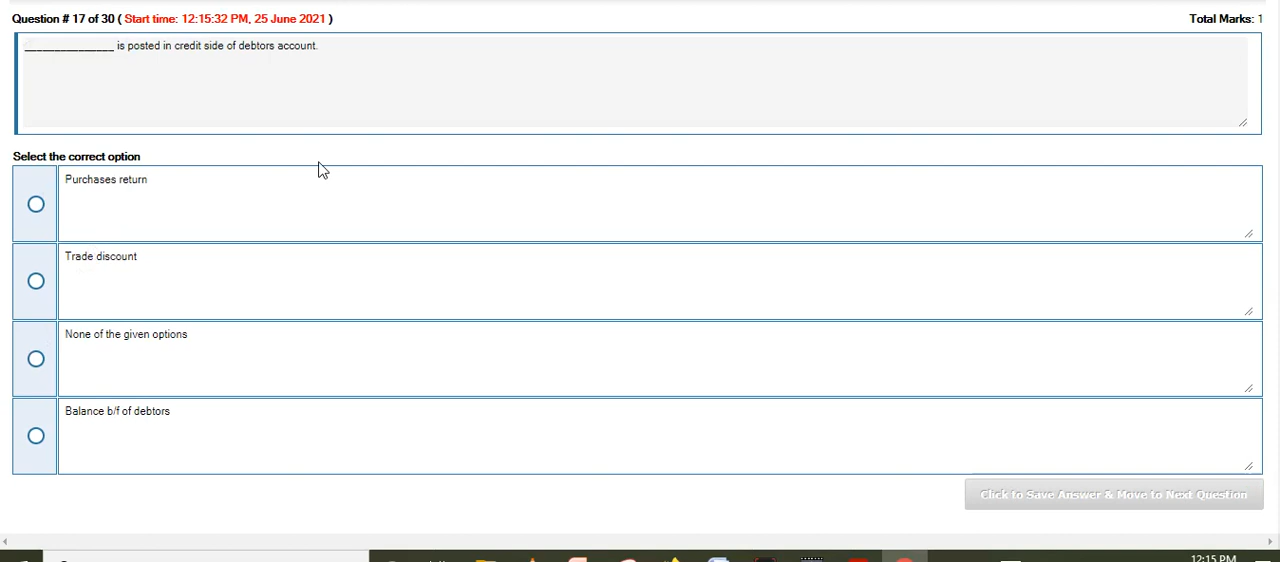 Question # 17 of 30 ( Start time: 12:15:32 PM, 25 June 2021 ) Total Marks: 1
_______________ is posted in credit side of debtors account.
Select the correct option
Purchases return
Trade discount
None of the given options
Balance b/f of debtors
Click to Save Answer & Move to Next Question
12:15 PM